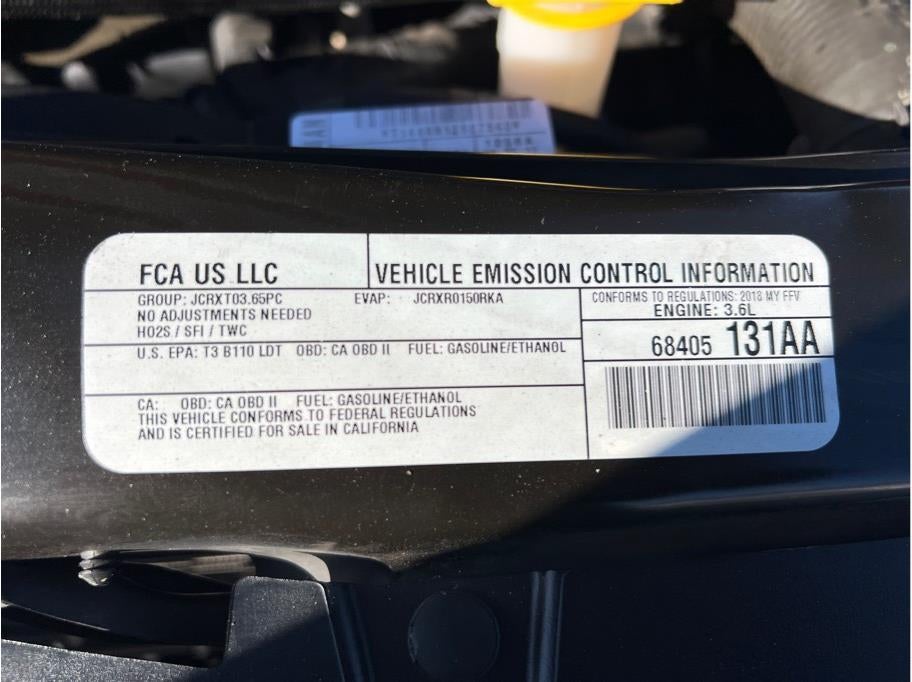 FCA US LLC
VEHICLE EMISSION CONTROL INFORMATION
GROUP: JCRXT03.65PC EVAP: JCRXR0150RKA
NO ADJUSTMENTS NEEDED
HO2S / SFI / TWC
CONFORMS TO REGULATIONS: 2018 MY FFV
ENGINE: 3.6L
68405 131AA
U.S. EPA: T3 B110 LDT OBD: CA OBD II FUEL: GASOLINE/ETHANOL
CA: OBD: CA OBD II FUEL: GASOLINE/ETHANOL
THIS VEHICLE CONFORMS TO FEDERAL REGULATIONS
AND IS CERTIFIED FOR SALE IN CALIFORNIA